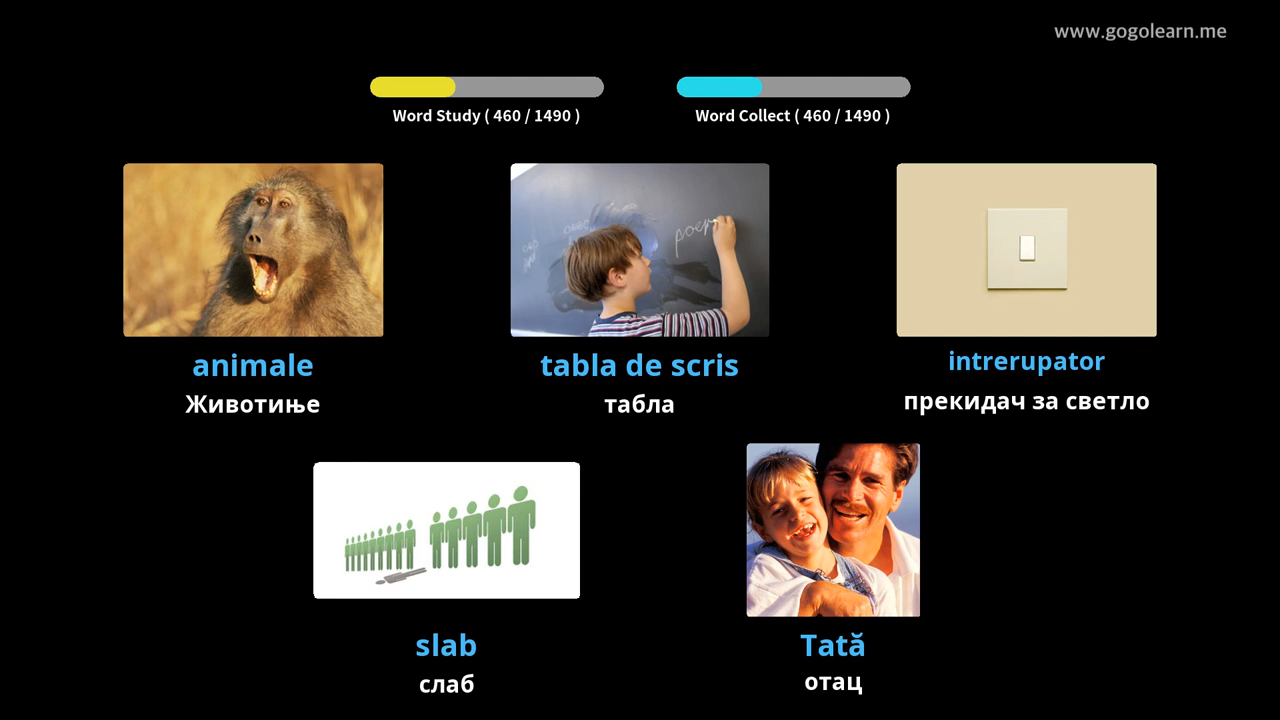 www.gogolearn.me
Word Study ( 460 / 1490 )
Word Collect ( 460 / 1490 )
poer
animale
Животиње
tabla de scris
табла
intrerupator
прекидач за светло
slab
слаб
Tată
отац